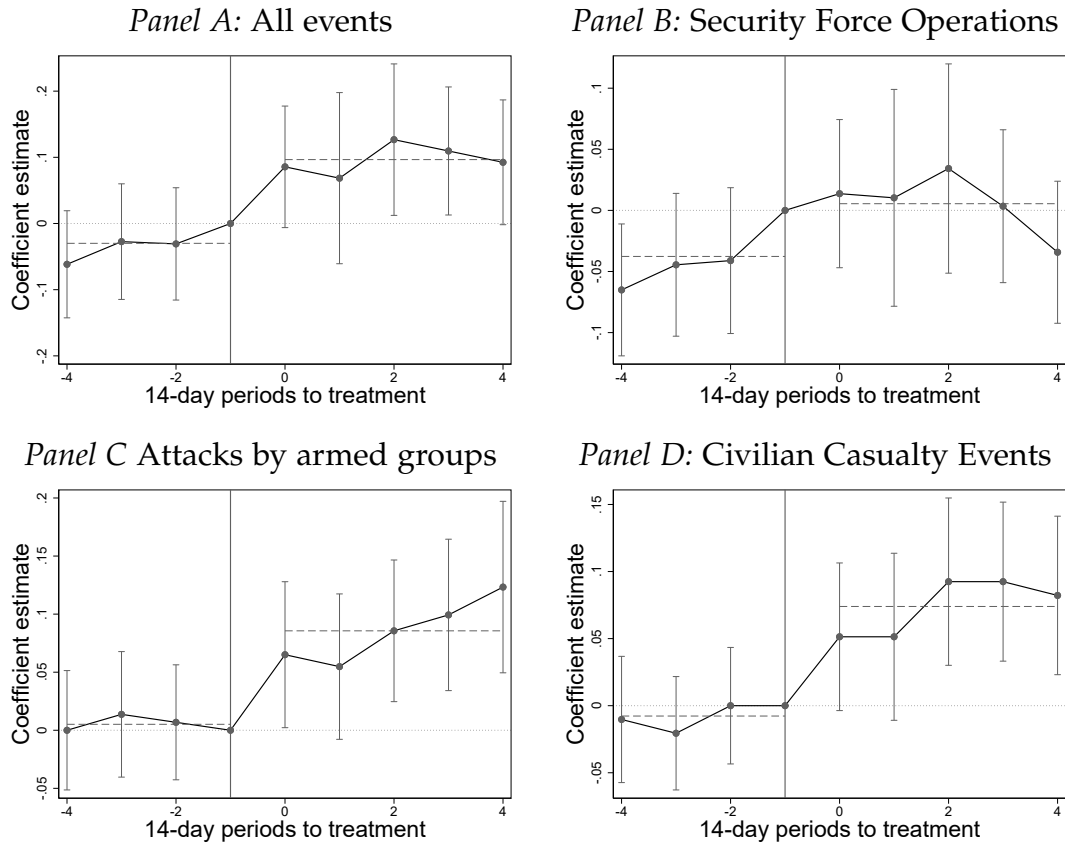 Panel A: All events
Coefficient estimate
.2
.1
0
-.1
-.2
-4 -2 0 2 4
14-day periods to treatment
Panel B: Security Force Operations
Coefficient estimate
.1
.05
0
-.05
-.1
-4 -2 0 2 4
14-day periods to treatment
Panel C Attacks by armed groups
Coefficient estimate
.2
.15
.1
.05
0
-.05
-4 -2 0 2 4
14-day periods to treatment
Panel D: Civilian Casualty Events
Coefficient estimate
.15
.1
.05
0
-.05
-4 -2 0 2 4
14-day periods to treatment